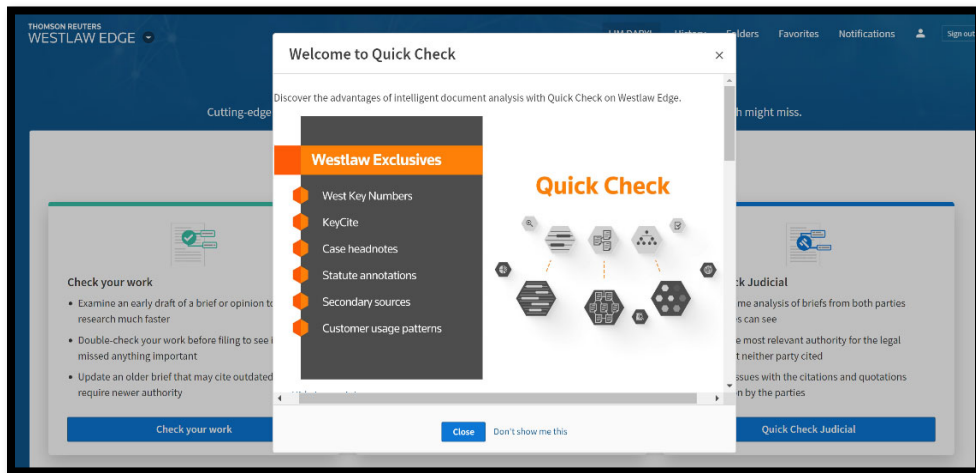 THOMSON REUTERS
WESTLAW EDGE
History Folders Favorites Notifications Sign out
Welcome to Quick Check
×
Discover the advantages of intelligent document analysis with Quick Check on Westlaw Edge.
Cutting-edge
h might miss.
Westlaw Exclusives
West Key Numbers
KeyCite
Case headnotes
Statute annotations
Secondary sources
Customer usage patterns
Quick Check
Check your work
• Examine an early draft of a brief or opinion to
research much faster
• Double-check your work before filing to see
missed anything important
• Update an older brief that may cite outdated
require newer authority
Check your work
:k Judicial
me analysis of briefs from both parties
s can see
e most relevant authority for the legal
t neither party cited
ssues with the citations and quotations
n by the parties
Quick Check Judicial
Close Don't show me this